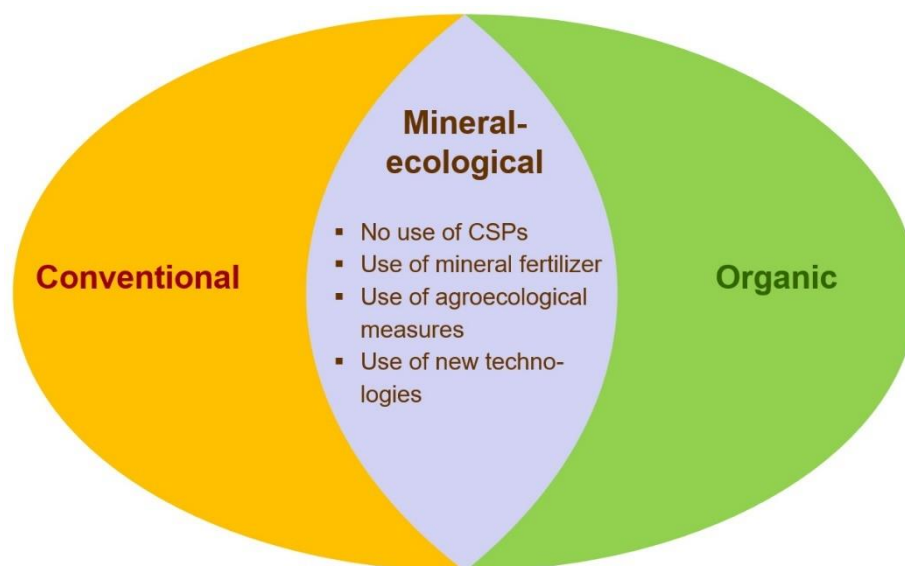 Mineral-
ecological
▪ No use of CSPs
▪ Use of mineral fertilizer
▪ Use of agroecological
measures
▪ Use of new techno-
logies
Conventional
Organic